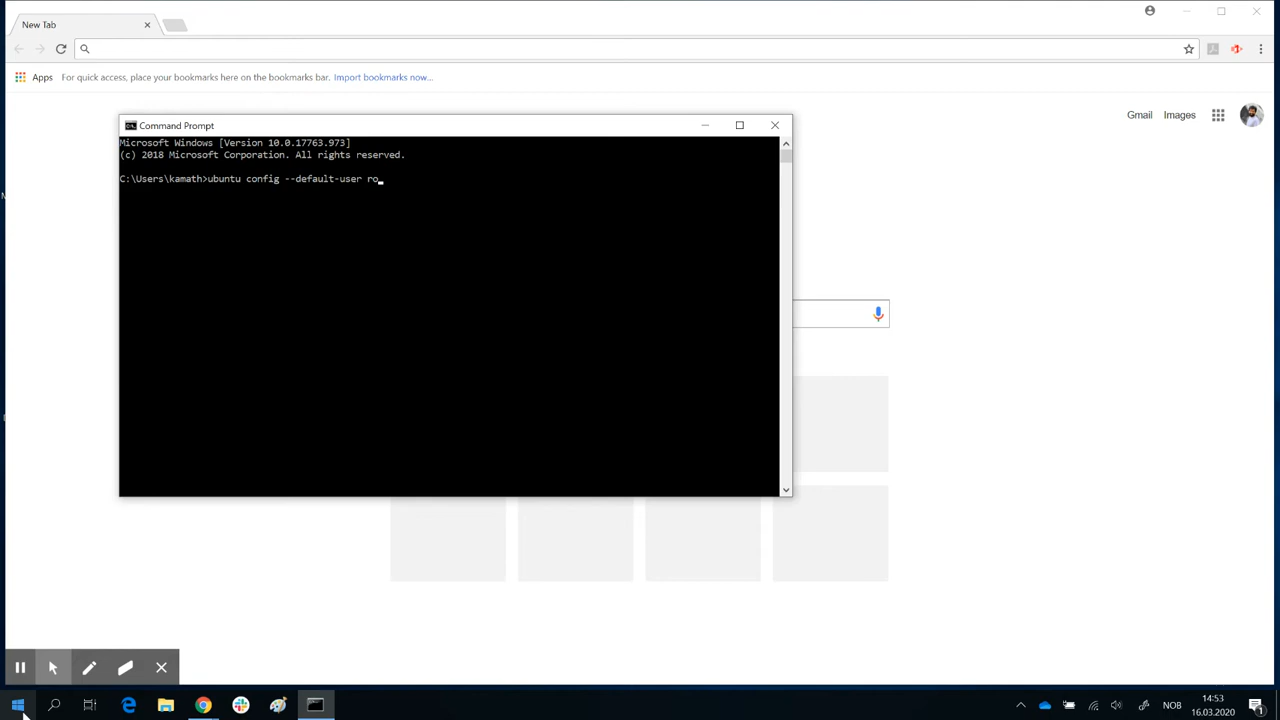 New Tab
Apps For quick access, place your bookmarks here on the bookmarks bar. Import bookmarks now...
Gmail Images
Command Prompt
Microsoft Windows [Version 10.0.17763.973]
(c) 2018 Microsoft Corporation. All rights reserved.
C:\Users\kamath>ubuntu config --default-user ro_
NOB
14:53
16.03.2020
1